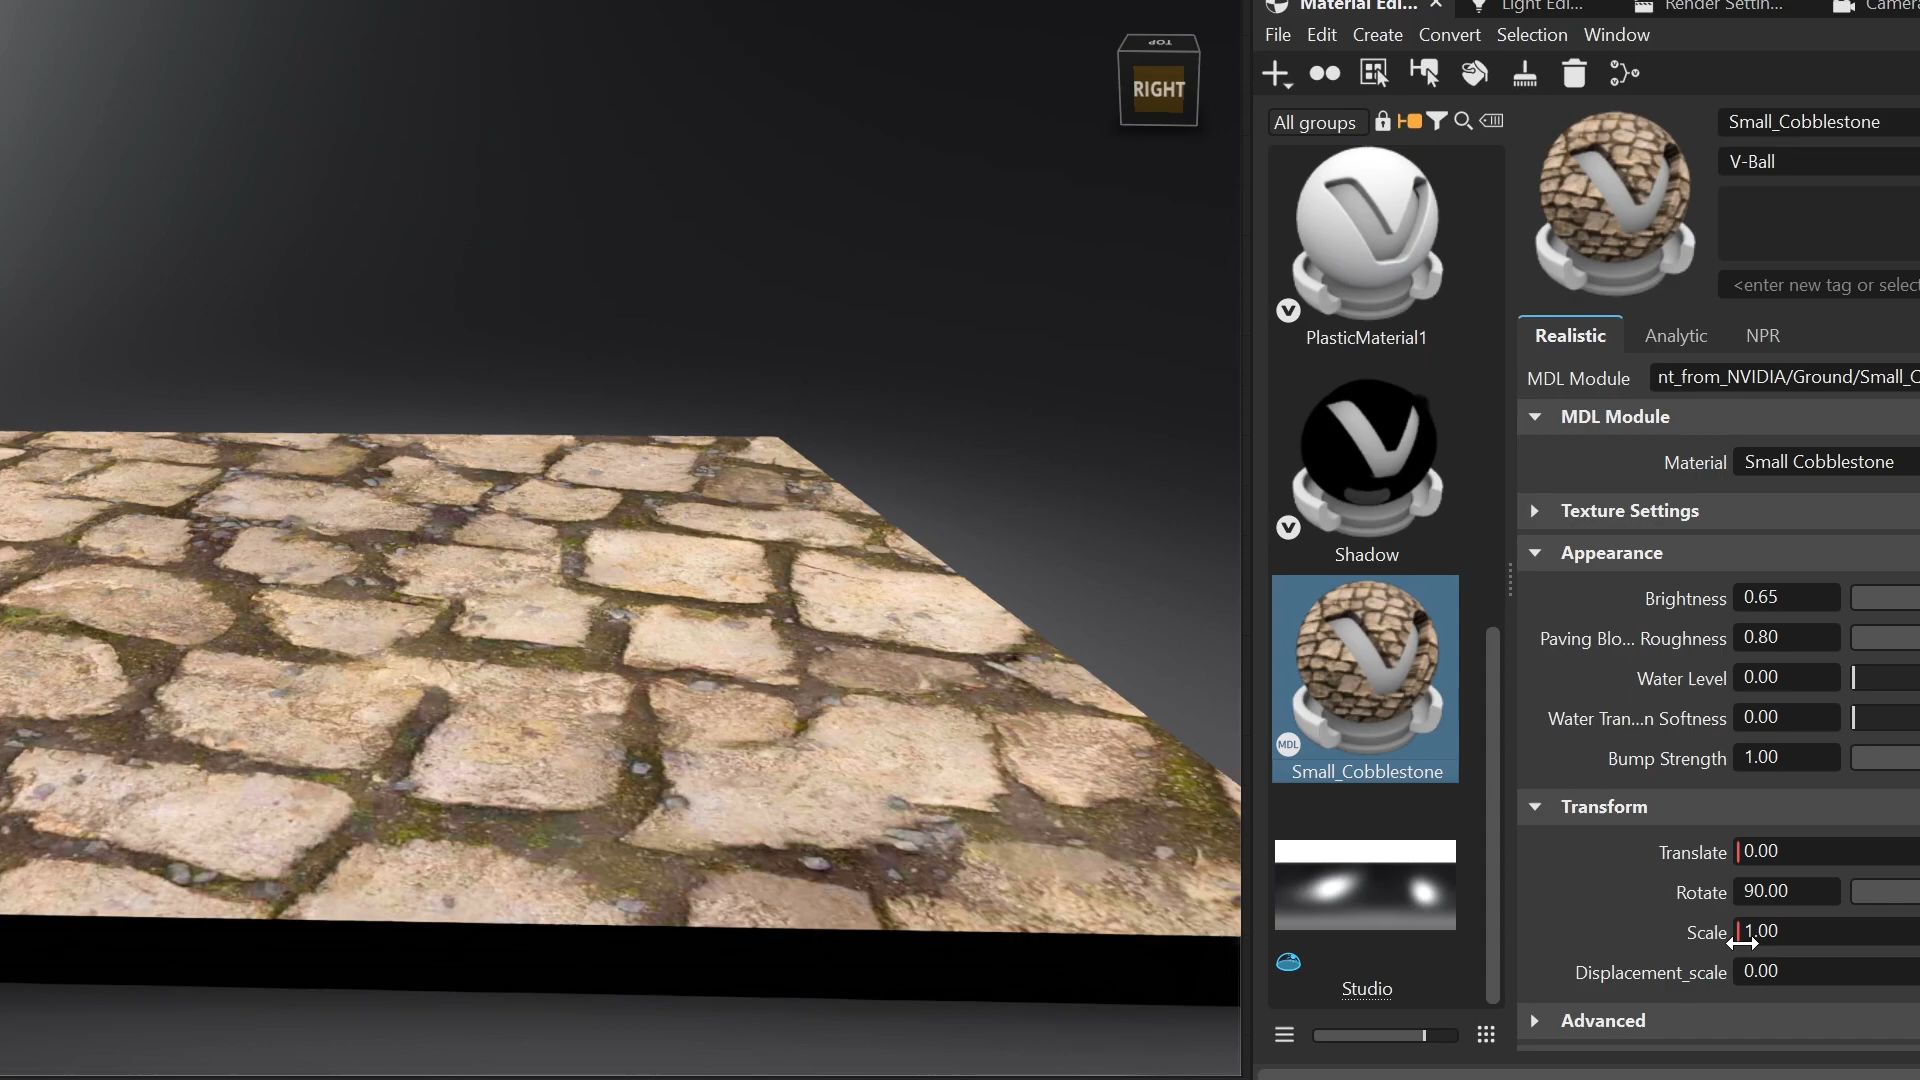 Material Edi...
Light Edi...
Render Settin...
Camera
File Edit Create Convert Selection Window
TOP
RIGHT
All groups
PlasticMaterial1
Shadow
MDL
Small_Cobblestone
Studio
Small_Cobblestone
V-Ball
<enter new tag or select
Realistic Analytic NPR
MDL Module nt_from_NVIDIA/Ground/Small_C
MDL Module
Material Small Cobblestone
Texture Settings
Appearance
Brightness 0.65
Paving Blo... Roughness 0.80
Water Level 0.00
Water Tran...n Softness 0.00
Bump Strength 1.00
Transform
Translate 0.00
Rotate 90.00
Scale 1.00
Displacement_scale 0.00
Advanced